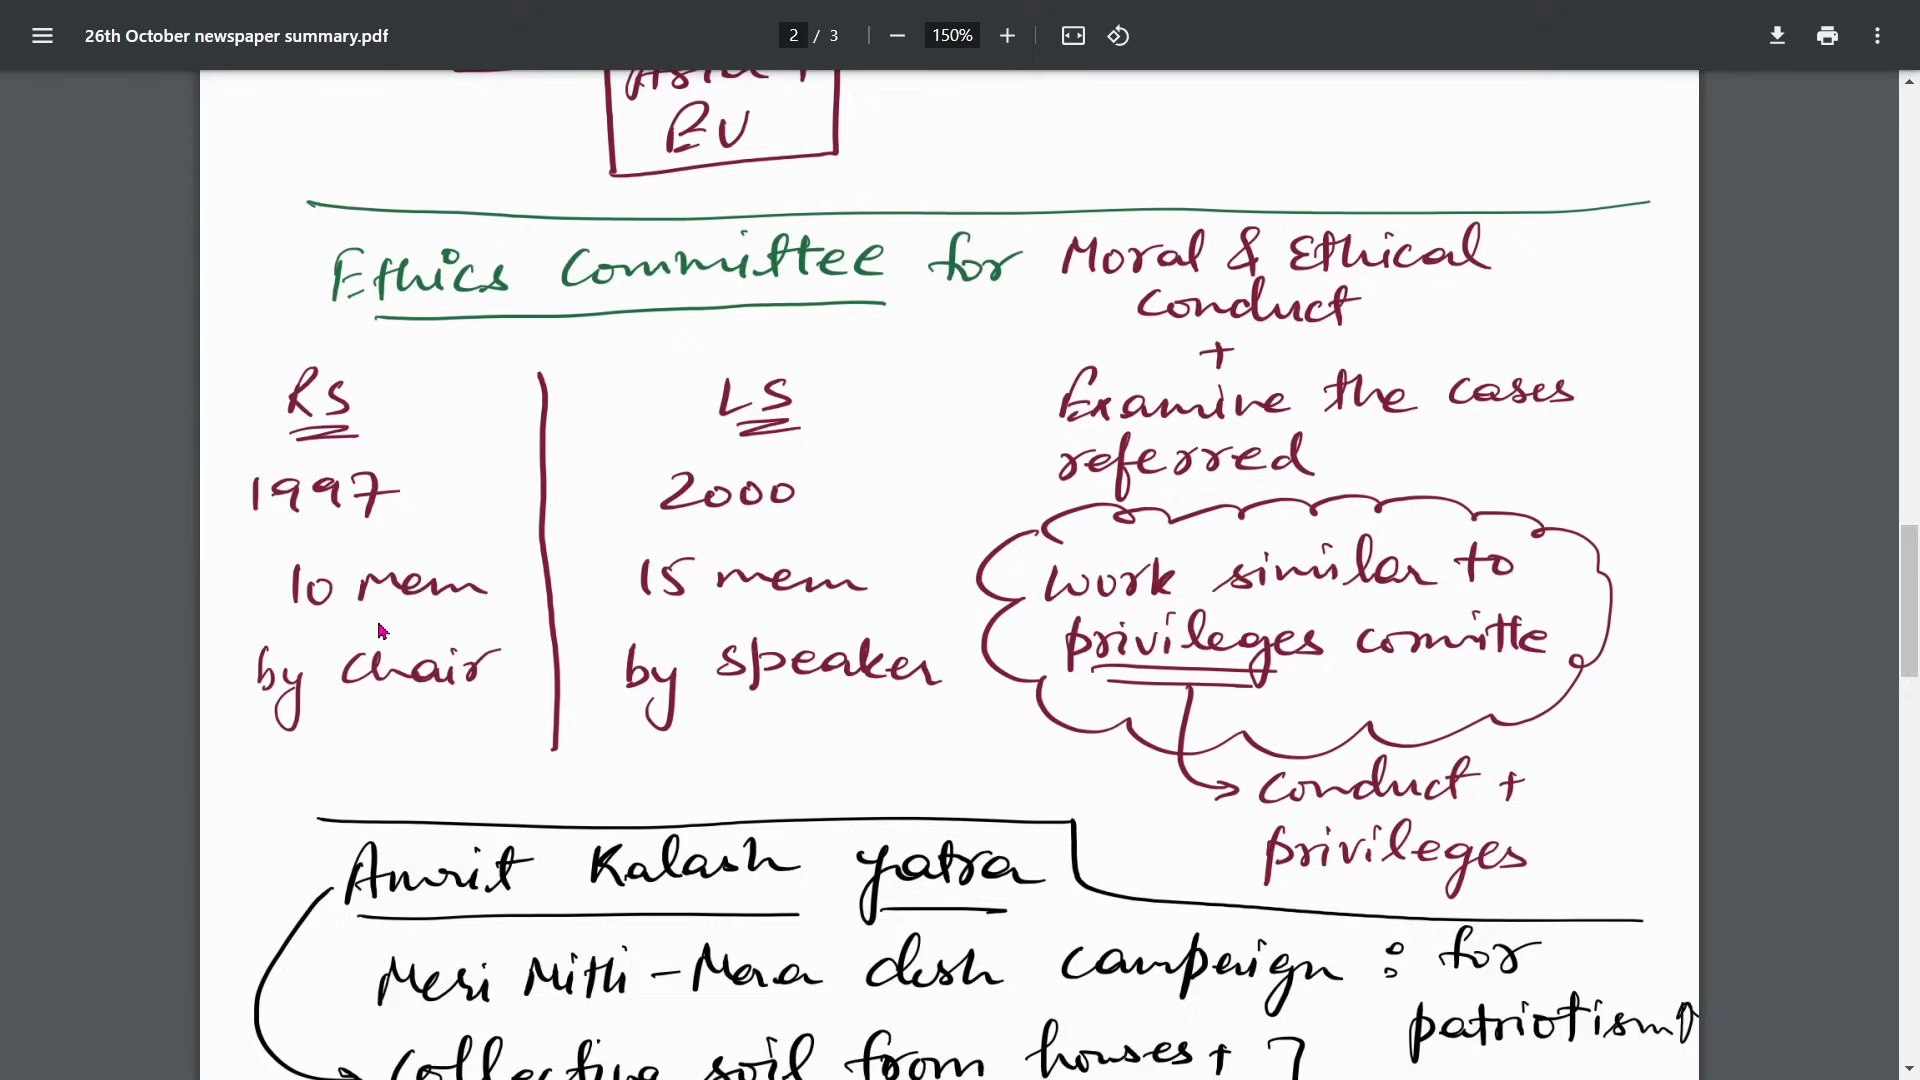 26th October newspaper summary.pdf
2 / 3
150%
EU
Ethics Committee for Moral & Ethical
Conduct
+
Examine the cases
referred
RS
1997
10 mem
by chair
LS
2000
15 mem
by speaker
work similar to
privileges comitte
conduct +
privileges
Amrit Kalash yatra
Meri Mitti - Mera desh campaign : for
patriotism
collecting soil from houses +